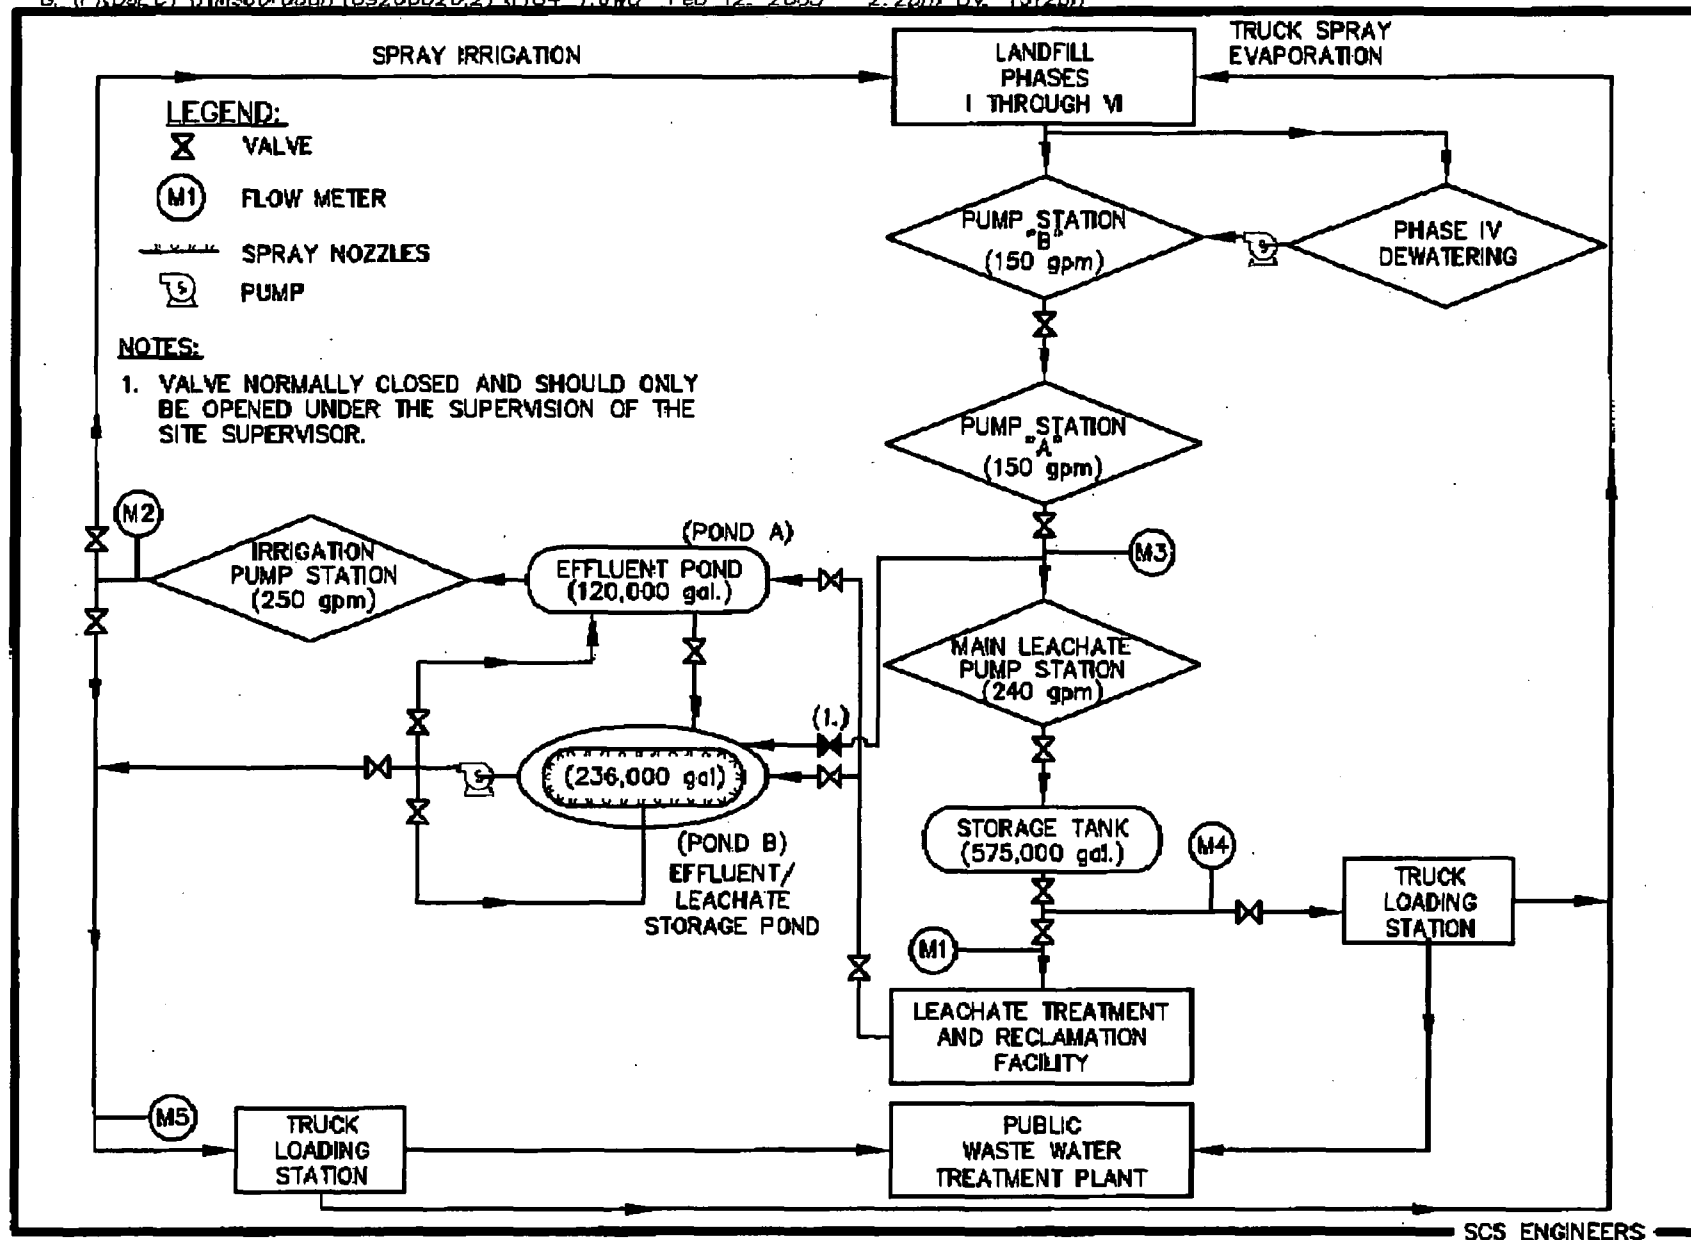 SPRAY IRRIGATION
TRUCK SPRAY
EVAPORATION
LANDFILL
PHASES
I THROUGH VI
LEGEND:
VALVE
M1
FLOW METER
SPRAY NOZZLES
PUMP
NOTES:
1. VALVE NORMALLY CLOSED AND SHOULD ONLY
BE OPENED UNDER THE SUPERVISION OF THE
SITE SUPERVISOR.
PUMP STATION
"B"
(150 gpm)
PHASE IV
DEWATERING
PUMP STATION
"A"
(150 gpm)
M2
IRRIGATION
PUMP STATION
(250 gpm)
(POND A)
EFFLUENT POND
(120,000 gal.)
M3
MAIN LEACHATE
PUMP STATION
(240 gpm)
(1.)
(236,000 gal)
(POND B)
EFFLUENT/
LEACHATE
STORAGE POND
STORAGE TANK
(575,000 gal.)
M4
TRUCK
LOADING
STATION
M1
LEACHATE TREATMENT
AND RECLAMATION
FACILITY
M5
TRUCK
LOADING
STATION
PUBLIC
WASTE WATER
TREATMENT PLANT
SCS ENGINEERS